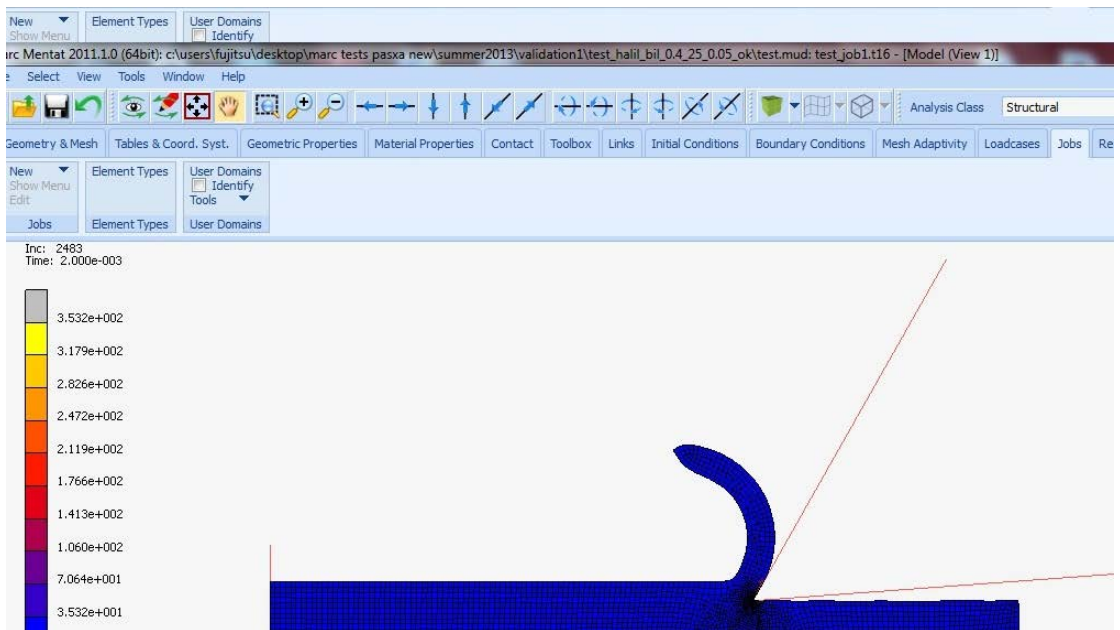 New Element Types User Domains
Show Menu Identify
arc Mentat 2011.1.0 (64bit): c:\users\fujitsu\desktop\marc tests pasxa new\summer2013\validation1\test_halil_bil_0.4_25_0.05_ok\test.mud: test_job1.t16 - [Model (View 1)]
e Select View Tools Window Help
Analysis Class Structural
Geometry & Mesh Tables & Coord. Syst. Geometric Properties Material Properties Contact Toolbox Links Initial Conditions Boundary Conditions Mesh Adaptivity Loadcases Jobs Re
New Element Types User Domains
Show Menu Identify
Edit Tools
Jobs Element Types User Domains
Inc: 2483
Time: 2.000e-003
3.532e+002
3.179e+002
2.826e+002
2.472e+002
2.119e+002
1.766e+002
1.413e+002
1.060e+002
7.064e+001
3.532e+001